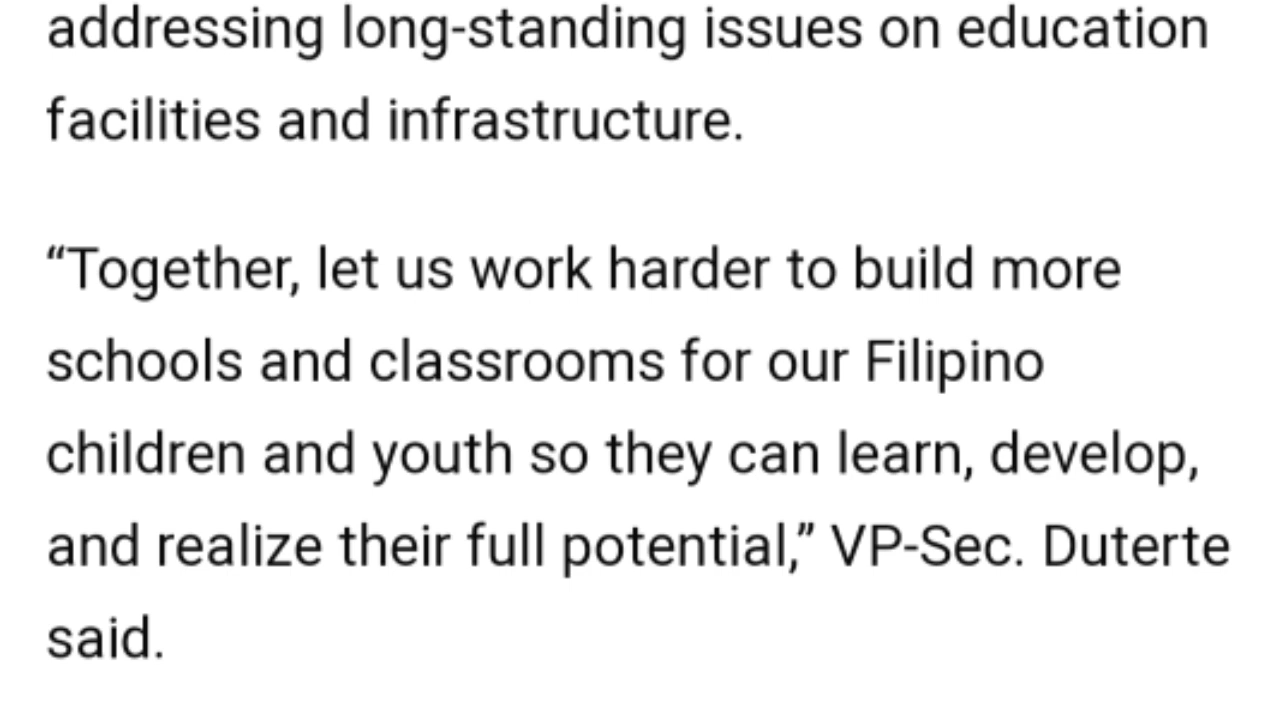 addressing long-standing issues on education
facilities and infrastructure.
“Together, let us work harder to build more
schools and classrooms for our Filipino
children and youth so they can learn, develop,
and realize their full potential,” VP-Sec. Duterte
said.